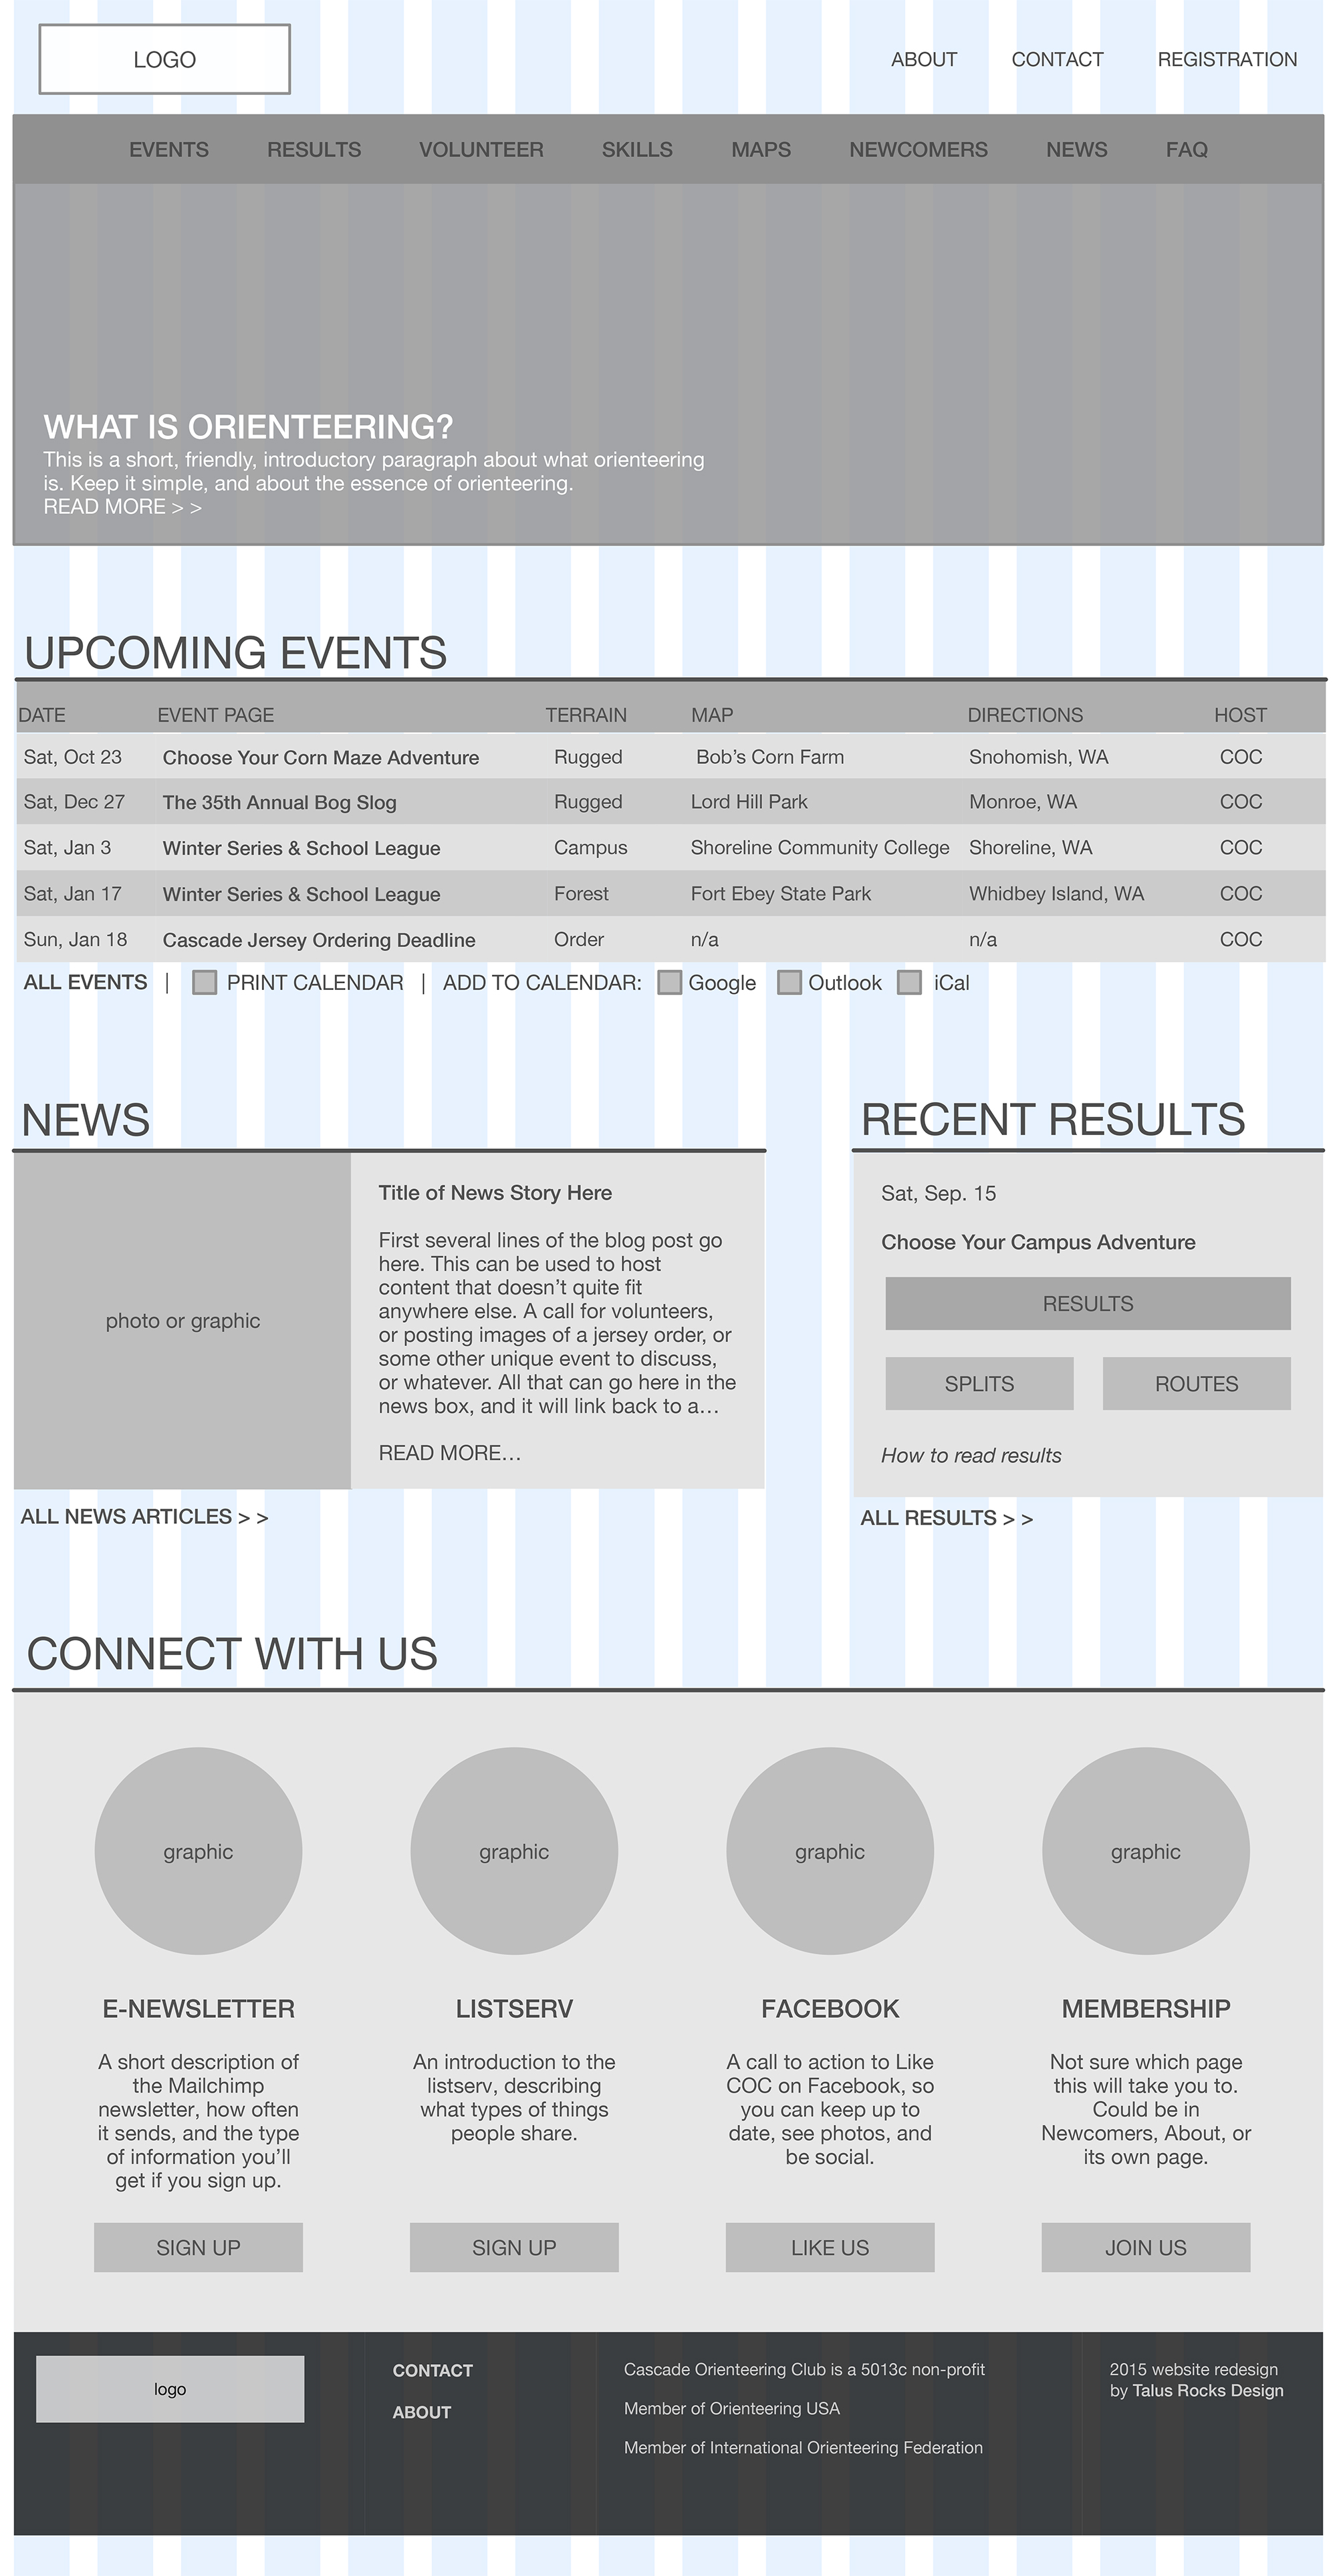 LOGO
ABOUT CONTACT REGISTRATION
EVENTS RESULTS VOLUNTEER SKILLS MAPS NEWCOMERS NEWS FAQ
WHAT IS ORIENTEERING?
This is a short, friendly, introductory paragraph about what orienteering
is. Keep it simple, and about the essence of orienteering.
READ MORE > >
UPCOMING EVENTS
DATE EVENT PAGE TERRAIN MAP DIRECTIONS HOST
Sat, Oct 23 Choose Your Corn Maze Adventure Rugged Bob’s Corn Farm Snohomish, WA COC
Sat, Dec 27 The 35th Annual Bog Slog Rugged Lord Hill Park Monroe, WA COC
Sat, Jan 3 Winter Series & School League Campus Shoreline Community College Shoreline, WA COC
Sat, Jan 17 Winter Series & School League Forest Fort Ebey State Park Whidbey Island, WA COC
Sun, Jan 18 Cascade Jersey Ordering Deadline Order n/a n/a COC
ALL EVENTS | PRINT CALENDAR | ADD TO CALENDAR: Google Outlook iCal
NEWS
photo or graphic
Title of News Story Here
First several lines of the blog post go
here. This can be used to host
content that doesn’t quite fit
anywhere else. A call for volunteers,
or posting images of a jersey order, or
some other unique event to discuss,
or whatever. All that can go here in the
news box, and it will link back to a…
READ MORE…
ALL NEWS ARTICLES > >
RECENT RESULTS
Sat, Sep. 15
Choose Your Campus Adventure
RESULTS
SPLITS ROUTES
How to read results
ALL RESULTS > >
CONNECT WITH US
graphic
E-NEWSLETTER
A short description of
the Mailchimp
newsletter, how often
it sends, and the type
of information you’ll
get if you sign up.
SIGN UP
graphic
LISTSERV
An introduction to the
listserv, describing
what types of things
people share.
SIGN UP
graphic
FACEBOOK
A call to action to Like
COC on Facebook, so
you can keep up to
date, see photos, and
be social.
LIKE US
graphic
MEMBERSHIP
Not sure which page
this will take you to.
Could be in
Newcomers, About, or
its own page.
JOIN US
logo
CONTACT
ABOUT
Cascade Orienteering Club is a 5013c non-profit
Member of Orienteering USA
Member of International Orienteering Federation
2015 website redesign
by Talus Rocks Design